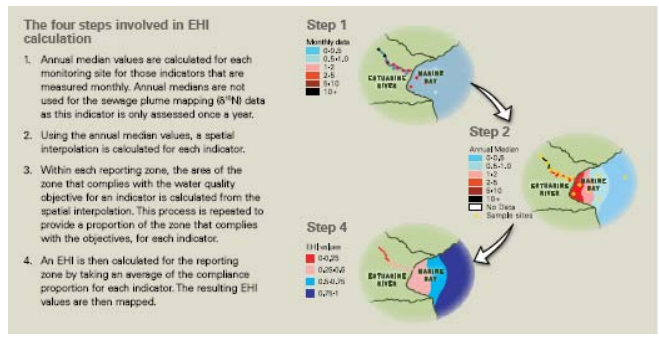 The four steps involved in EHI
calculation
1. Annual median values are calculated for each
monitoring site for those indicators that are
measured monthly. Annual medians are not
used for the sewage plume mapping (δ¹⁵N) data
as this indicator is only assessed once a year.
2. Using the annual median values, a spatial
interpolation is calculated for each indicator.
3. Within each reporting zone, the area of the
zone that complies with the water quality
objective for an indicator is calculated from the
spatial interpolation. This process is repeated to
provide a proportion of the zone that complies
with the objectives, for each indicator.
4. An EHI is then calculated for the reporting
zone by taking an average of the compliance
proportion for each indicator. The resulting EHI
values are then mapped.
Step 1
Monthly data
0-0.5
0.5-1.0
1-2
2-5
5-10
10+
ESTUARINE
RIVER
MARINE
BAY
Step 2
Annual Median
0-0.5
0.5-1.0
1-2
2-5
5-10
10+
No Data
Sample sites
ESTUARINE
RIVER
MARINE
BAY
Step 4
EHI values
0-0.25
0.25-0.5
0.5-0.75
0.75-1
ESTUARINE
RIVER
MARINE
BAY